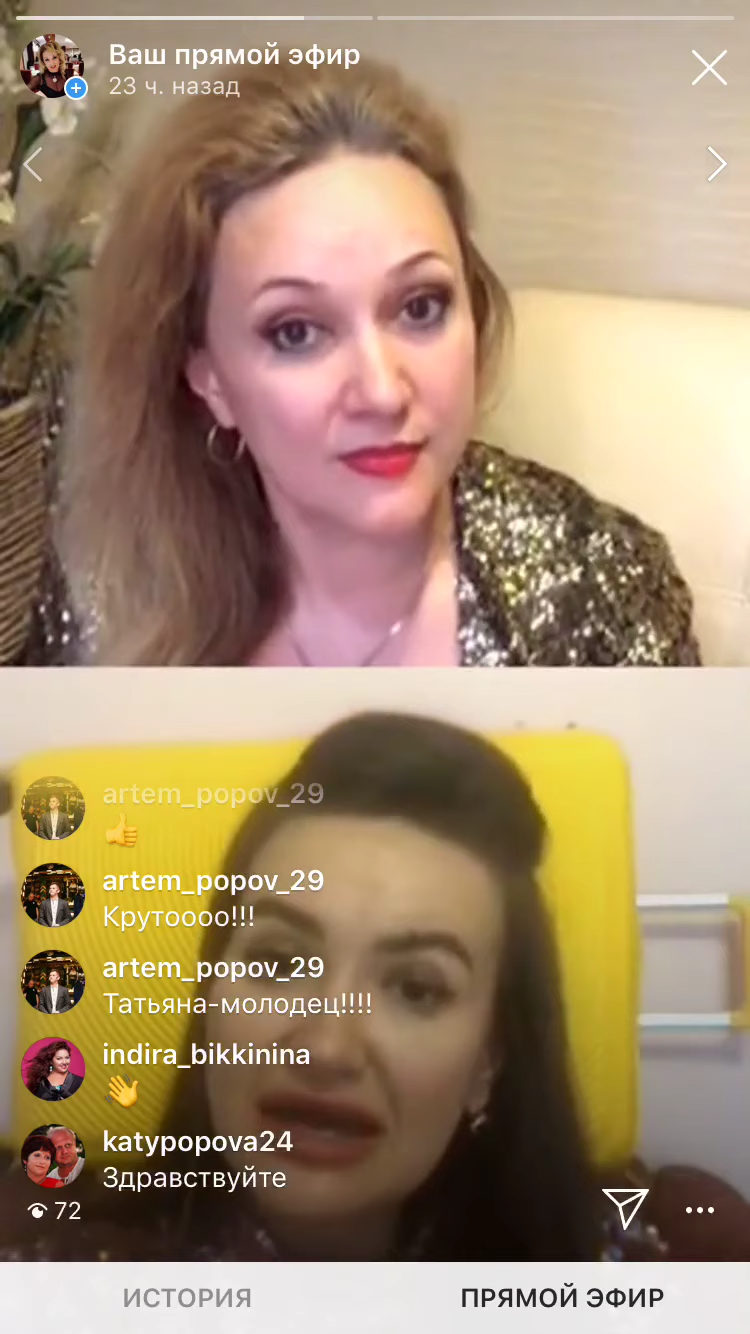 Ваш прямой эфир
23 ч. назад
artem_popov_29
artem_popov_29
Крутоооо!!!
artem_popov_29
Татьяна-молодец!!!!
indira_bikkinina
katypopova24
Здравствуйте
72
ИСТОРИЯ
ПРЯМОЙ ЭФИР